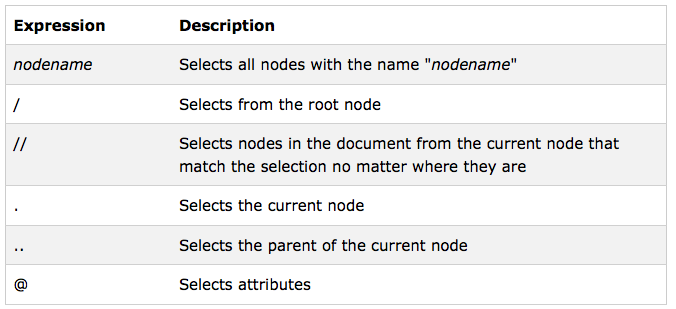 Expression Description
nodename Selects all nodes with the name "nodename"
/ Selects from the root node
// Selects nodes in the document from the current node that
match the selection no matter where they are
. Selects the current node
.. Selects the parent of the current node
@ Selects attributes